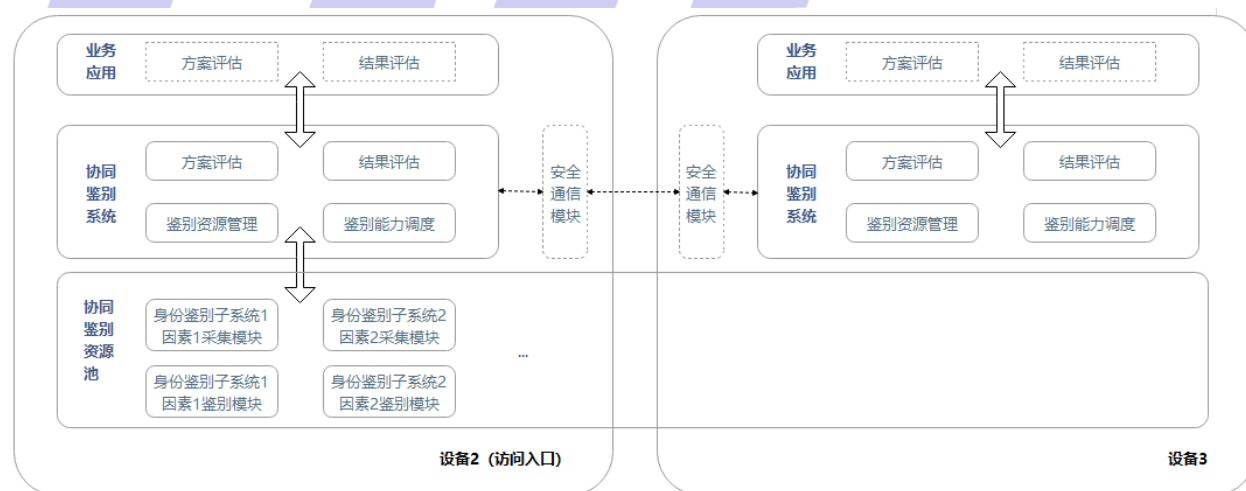 业务
应用
方案评估
结果评估
协同
鉴别
系统
方案评估
结果评估
鉴别资源管理
鉴别能力调度
安全
通信
模块
协同
鉴别
资源
池
身份鉴别子系统1
因素1采集模块
身份鉴别子系统2
因素2采集模块
...
身份鉴别子系统1
因素1鉴别模块
身份鉴别子系统2
因素2鉴别模块
设备2（访问入口）
业务
应用
方案评估
结果评估
安全
通信
模块
协同
鉴别
系统
方案评估
结果评估
鉴别资源管理
鉴别能力调度
设备3